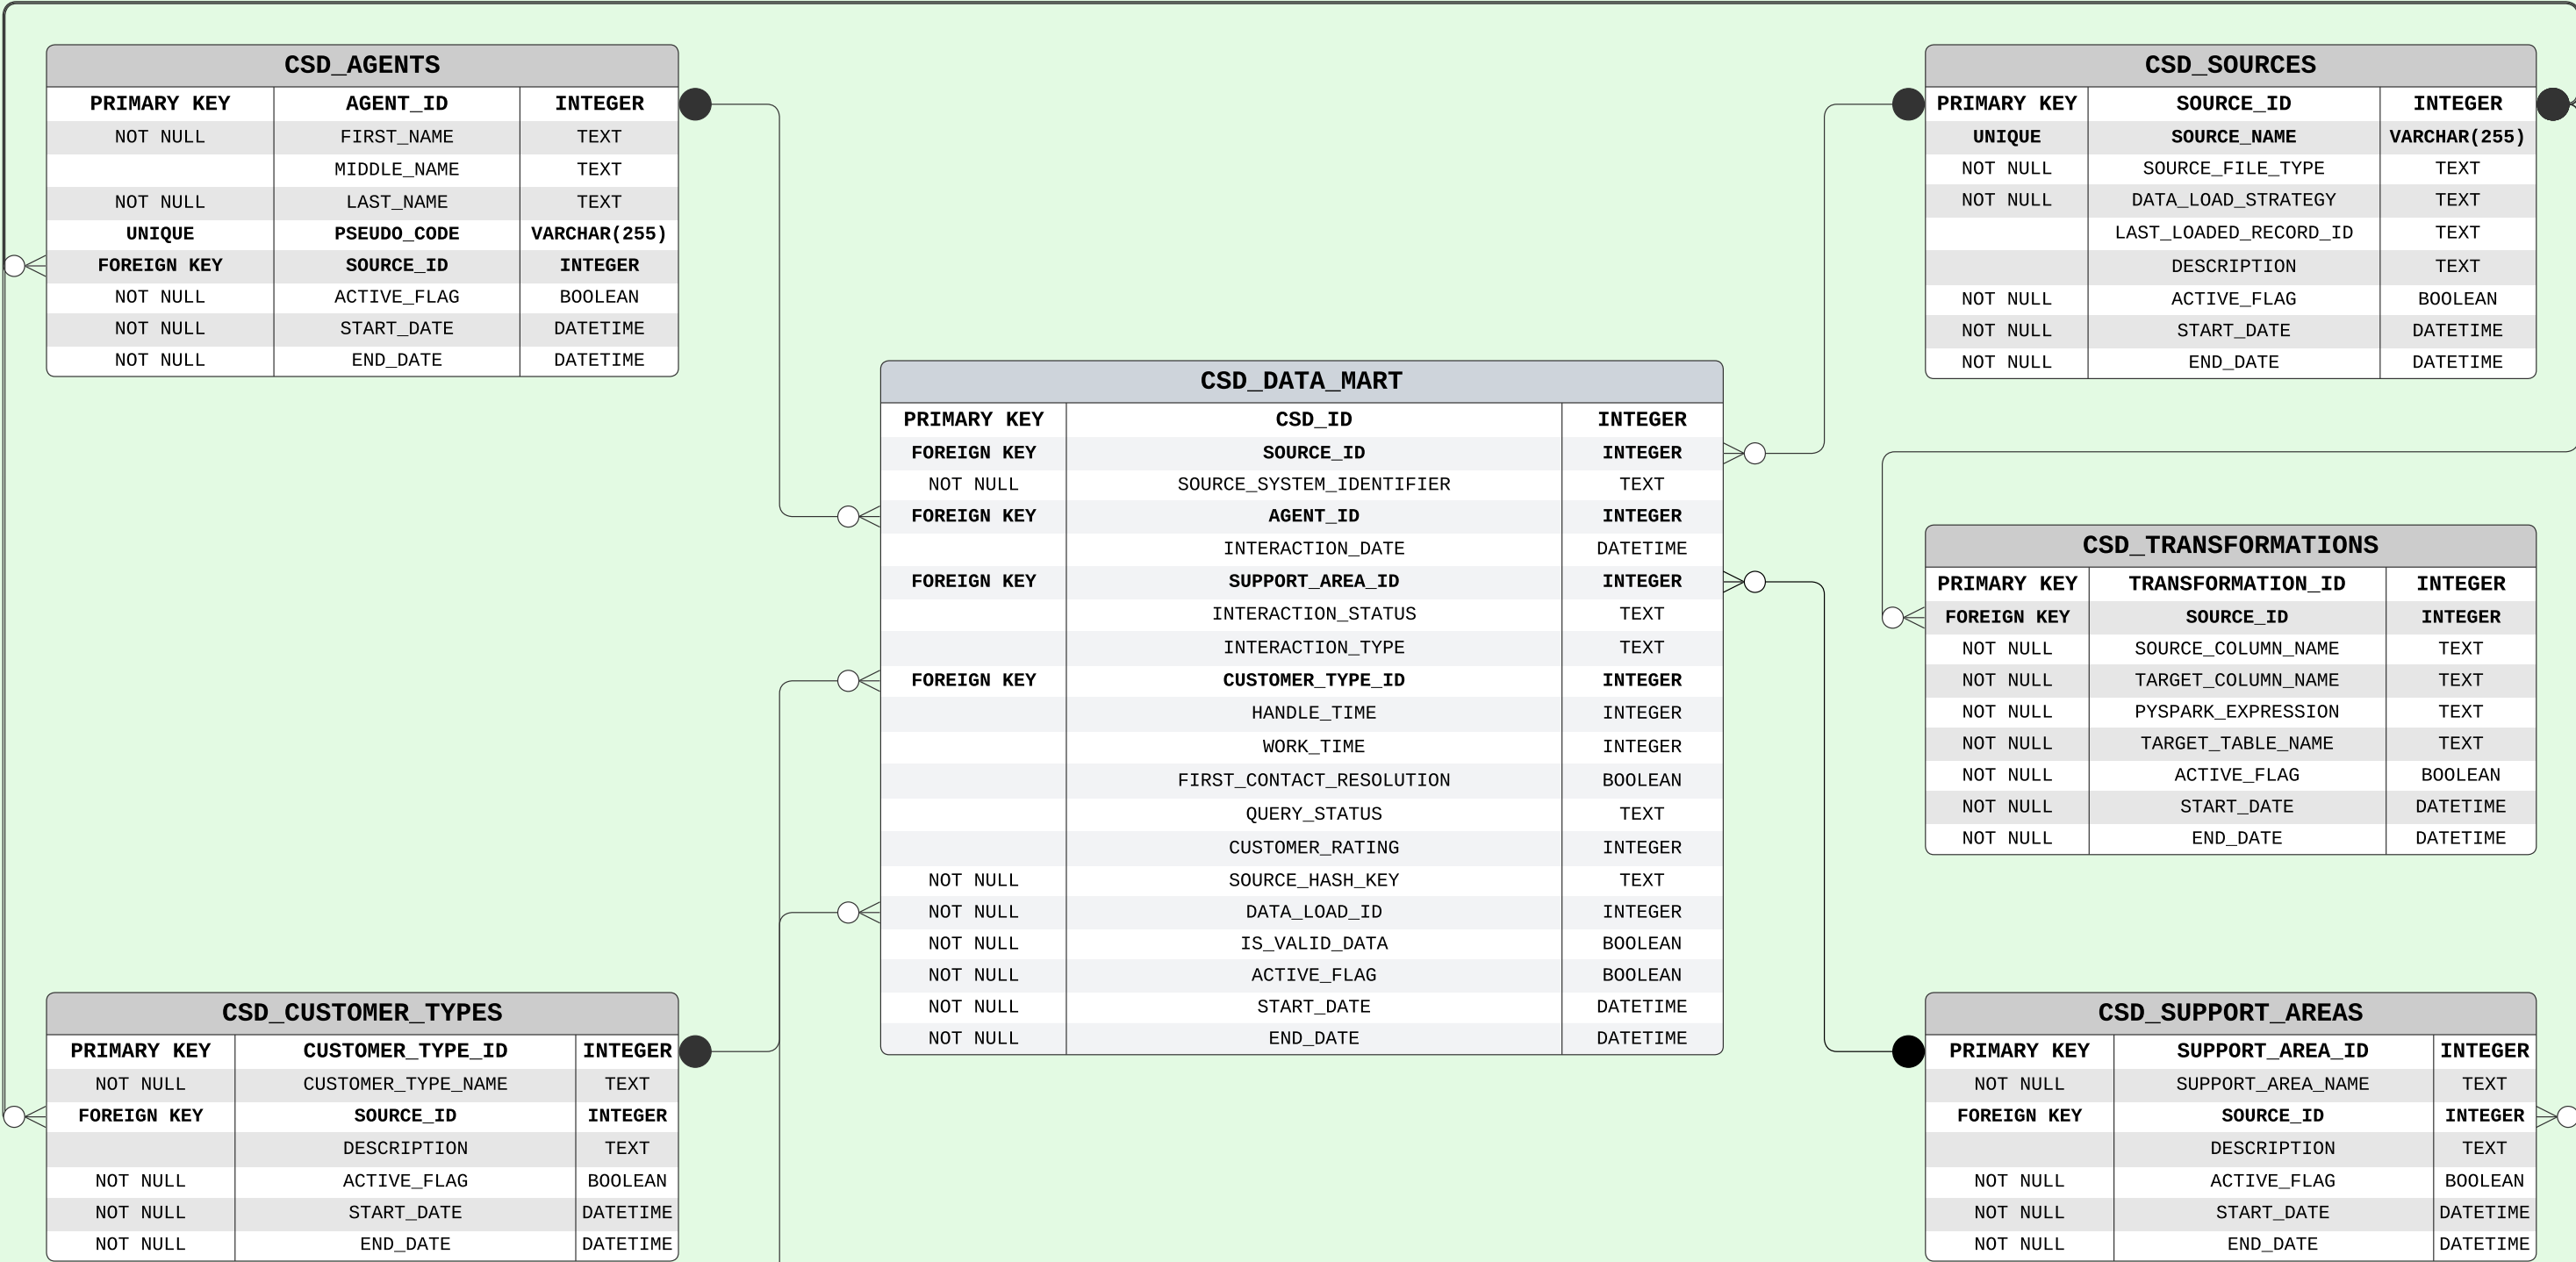 CSD_AGENTS
PRIMARY KEY AGENT_ID INTEGER
NOT NULL FIRST_NAME TEXT
MIDDLE_NAME TEXT
NOT NULL LAST_NAME TEXT
UNIQUE PSEUDO_CODE VARCHAR(255)
FOREIGN KEY SOURCE_ID INTEGER
NOT NULL ACTIVE_FLAG BOOLEAN
NOT NULL START_DATE DATETIME
NOT NULL END_DATE DATETIME
CSD_SOURCES
PRIMARY KEY SOURCE_ID INTEGER
UNIQUE SOURCE_NAME VARCHAR(255)
NOT NULL SOURCE_FILE_TYPE TEXT
NOT NULL DATA_LOAD_STRATEGY TEXT
LAST_LOADED_RECORD_ID TEXT
DESCRIPTION TEXT
NOT NULL ACTIVE_FLAG BOOLEAN
NOT NULL START_DATE DATETIME
NOT NULL END_DATE DATETIME
CSD_DATA_MART
PRIMARY KEY CSD_ID INTEGER
FOREIGN KEY SOURCE_ID INTEGER
NOT NULL SOURCE_SYSTEM_IDENTIFIER TEXT
FOREIGN KEY AGENT_ID INTEGER
INTERACTION_DATE DATETIME
FOREIGN KEY SUPPORT_AREA_ID INTEGER
INTERACTION_STATUS TEXT
INTERACTION_TYPE TEXT
FOREIGN KEY CUSTOMER_TYPE_ID INTEGER
HANDLE_TIME INTEGER
WORK_TIME INTEGER
FIRST_CONTACT_RESOLUTION BOOLEAN
QUERY_STATUS TEXT
CUSTOMER_RATING INTEGER
NOT NULL SOURCE_HASH_KEY TEXT
NOT NULL DATA_LOAD_ID INTEGER
NOT NULL IS_VALID_DATA BOOLEAN
NOT NULL ACTIVE_FLAG BOOLEAN
NOT NULL START_DATE DATETIME
NOT NULL END_DATE DATETIME
CSD_TRANSFORMATIONS
PRIMARY KEY TRANSFORMATION_ID INTEGER
FOREIGN KEY SOURCE_ID INTEGER
NOT NULL SOURCE_COLUMN_NAME TEXT
NOT NULL TARGET_COLUMN_NAME TEXT
NOT NULL PYSPARK_EXPRESSION TEXT
NOT NULL TARGET_TABLE_NAME TEXT
NOT NULL ACTIVE_FLAG BOOLEAN
NOT NULL START_DATE DATETIME
NOT NULL END_DATE DATETIME
CSD_CUSTOMER_TYPES
PRIMARY KEY CUSTOMER_TYPE_ID INTEGER
NOT NULL CUSTOMER_TYPE_NAME TEXT
FOREIGN KEY SOURCE_ID INTEGER
DESCRIPTION TEXT
NOT NULL ACTIVE_FLAG BOOLEAN
NOT NULL START_DATE DATETIME
NOT NULL END_DATE DATETIME
CSD_SUPPORT_AREAS
PRIMARY KEY SUPPORT_AREA_ID INTEGER
NOT NULL SUPPORT_AREA_NAME TEXT
FOREIGN KEY SOURCE_ID INTEGER
DESCRIPTION TEXT
NOT NULL ACTIVE_FLAG BOOLEAN
NOT NULL START_DATE DATETIME
NOT NULL END_DATE DATETIME